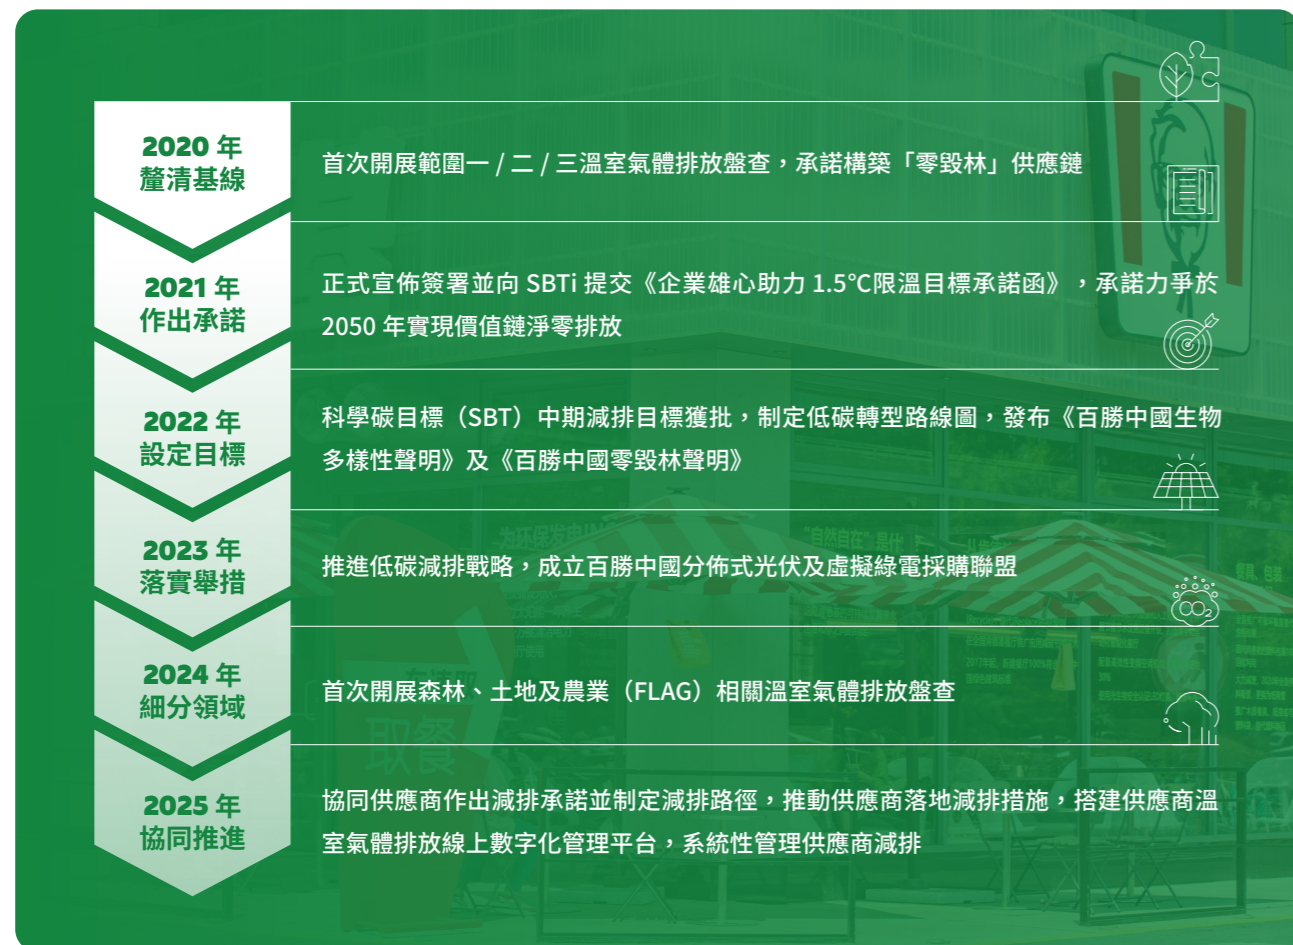 2020 年
釐清基線
首次開展範圍一 / 二 / 三溫室氣體排放盤查，承諾構築「零毀林」供應鏈
2021 年
作出承諾
正式宣佈簽署並向 SBTi 提交《企業雄心助力 1.5℃限溫目標承諾函》，承諾力爭於
2050 年實現價值鏈淨零排放
2022 年
設定目標
科學碳目標（SBT）中期減排目標獲批，制定低碳轉型路線圖，發布《百勝中國生物
多樣性聲明》及《百勝中國零毀林聲明》
2023 年
落實舉措
推進低碳減排戰略，成立百勝中國分佈式光伏及虛擬綠電採購聯盟
CO2
2024 年
細分領域
首次開展森林、土地及農業（FLAG）相關溫室氣體排放盤查
取餐
2025 年
協同推進
協同供應商作出減排承諾並制定減排路徑，推動供應商落地減排措施，搭建供應商溫
室氣體排放線上數字化管理平台，系統性管理供應商減排